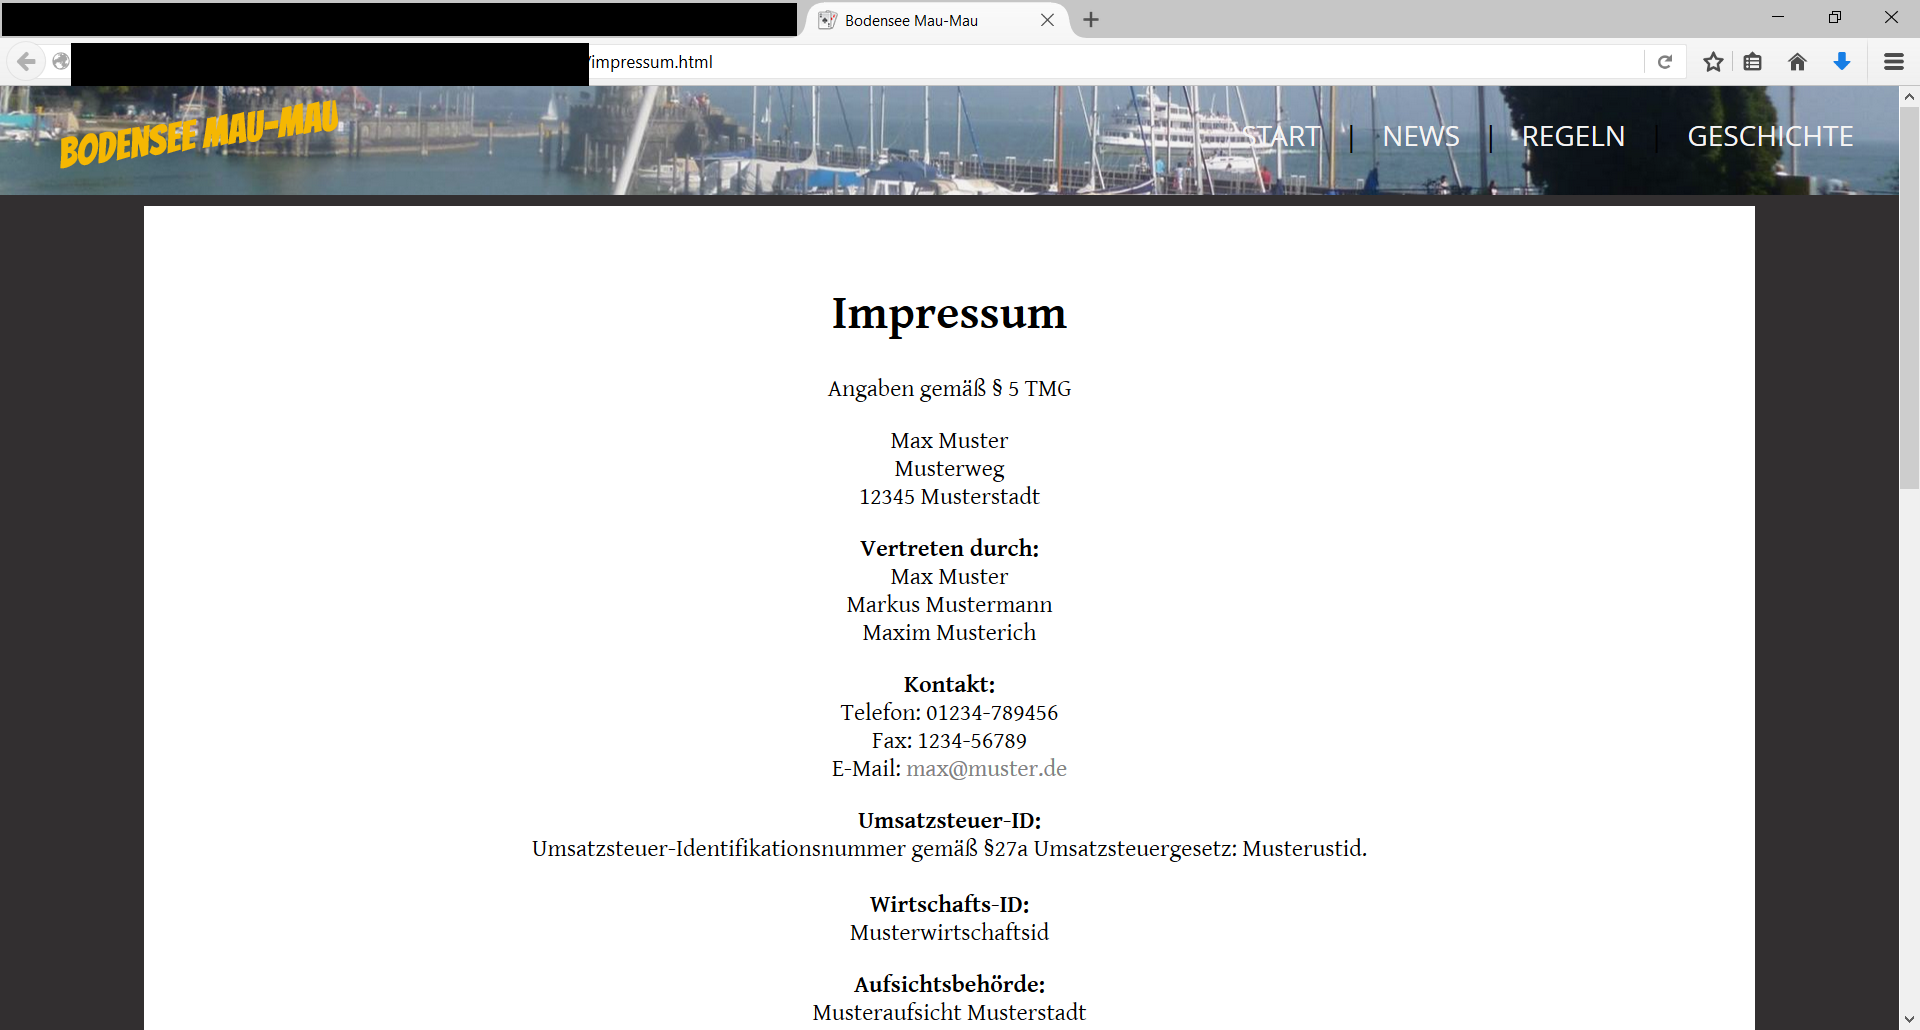 Bodensee Mau-Mau
/impressum.html
BODENSEE MAU-MAU
START | NEWS | REGELN | GESCHICHTE
Impressum
Angaben gemäß § 5 TMG
Max Muster
Musterweg
12345 Musterstadt
Vertreten durch:
Max Muster
Markus Mustermann
Maxim Musterich
Kontakt:
Telefon: 01234-789456
Fax: 1234-56789
E-Mail: max@muster.de
Umsatzsteuer-ID:
Umsatzsteuer-Identifikationsnummer gemäß §27a Umsatzsteuergesetz: Musterustid.
Wirtschafts-ID:
Musterwirtschaftsid
Aufsichtsbehörde:
Musteraufsicht Musterstadt